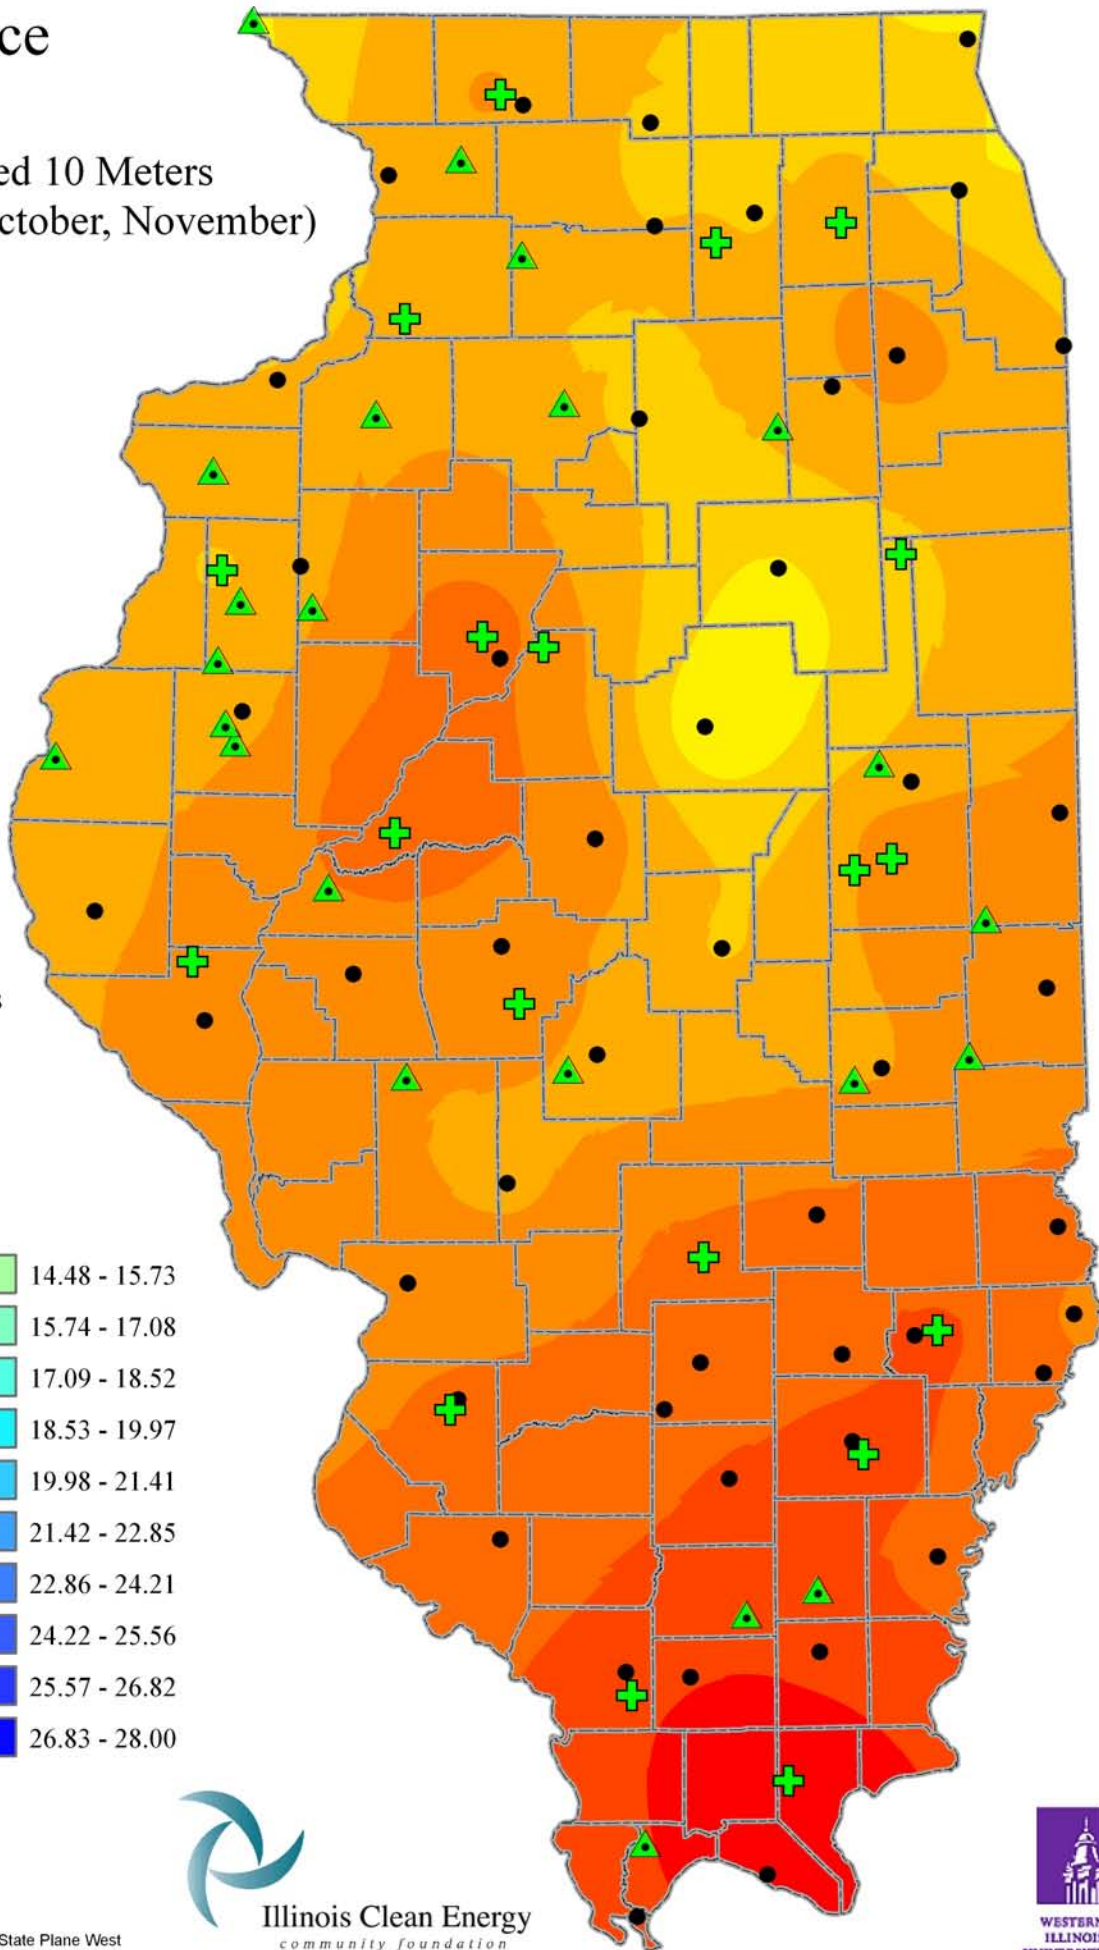 ce
ed 10 Meters
ctober, November)
s
14.48 - 15.73
15.74 - 17.08
17.09 - 18.52
18.53 - 19.97
19.98 - 21.41
21.42 - 22.85
22.86 - 24.21
24.22 - 25.56
25.57 - 26.82
26.83 - 28.00
Illinois Clean Energy
community foundation
State Plane West
WESTERN
ILLINOIS